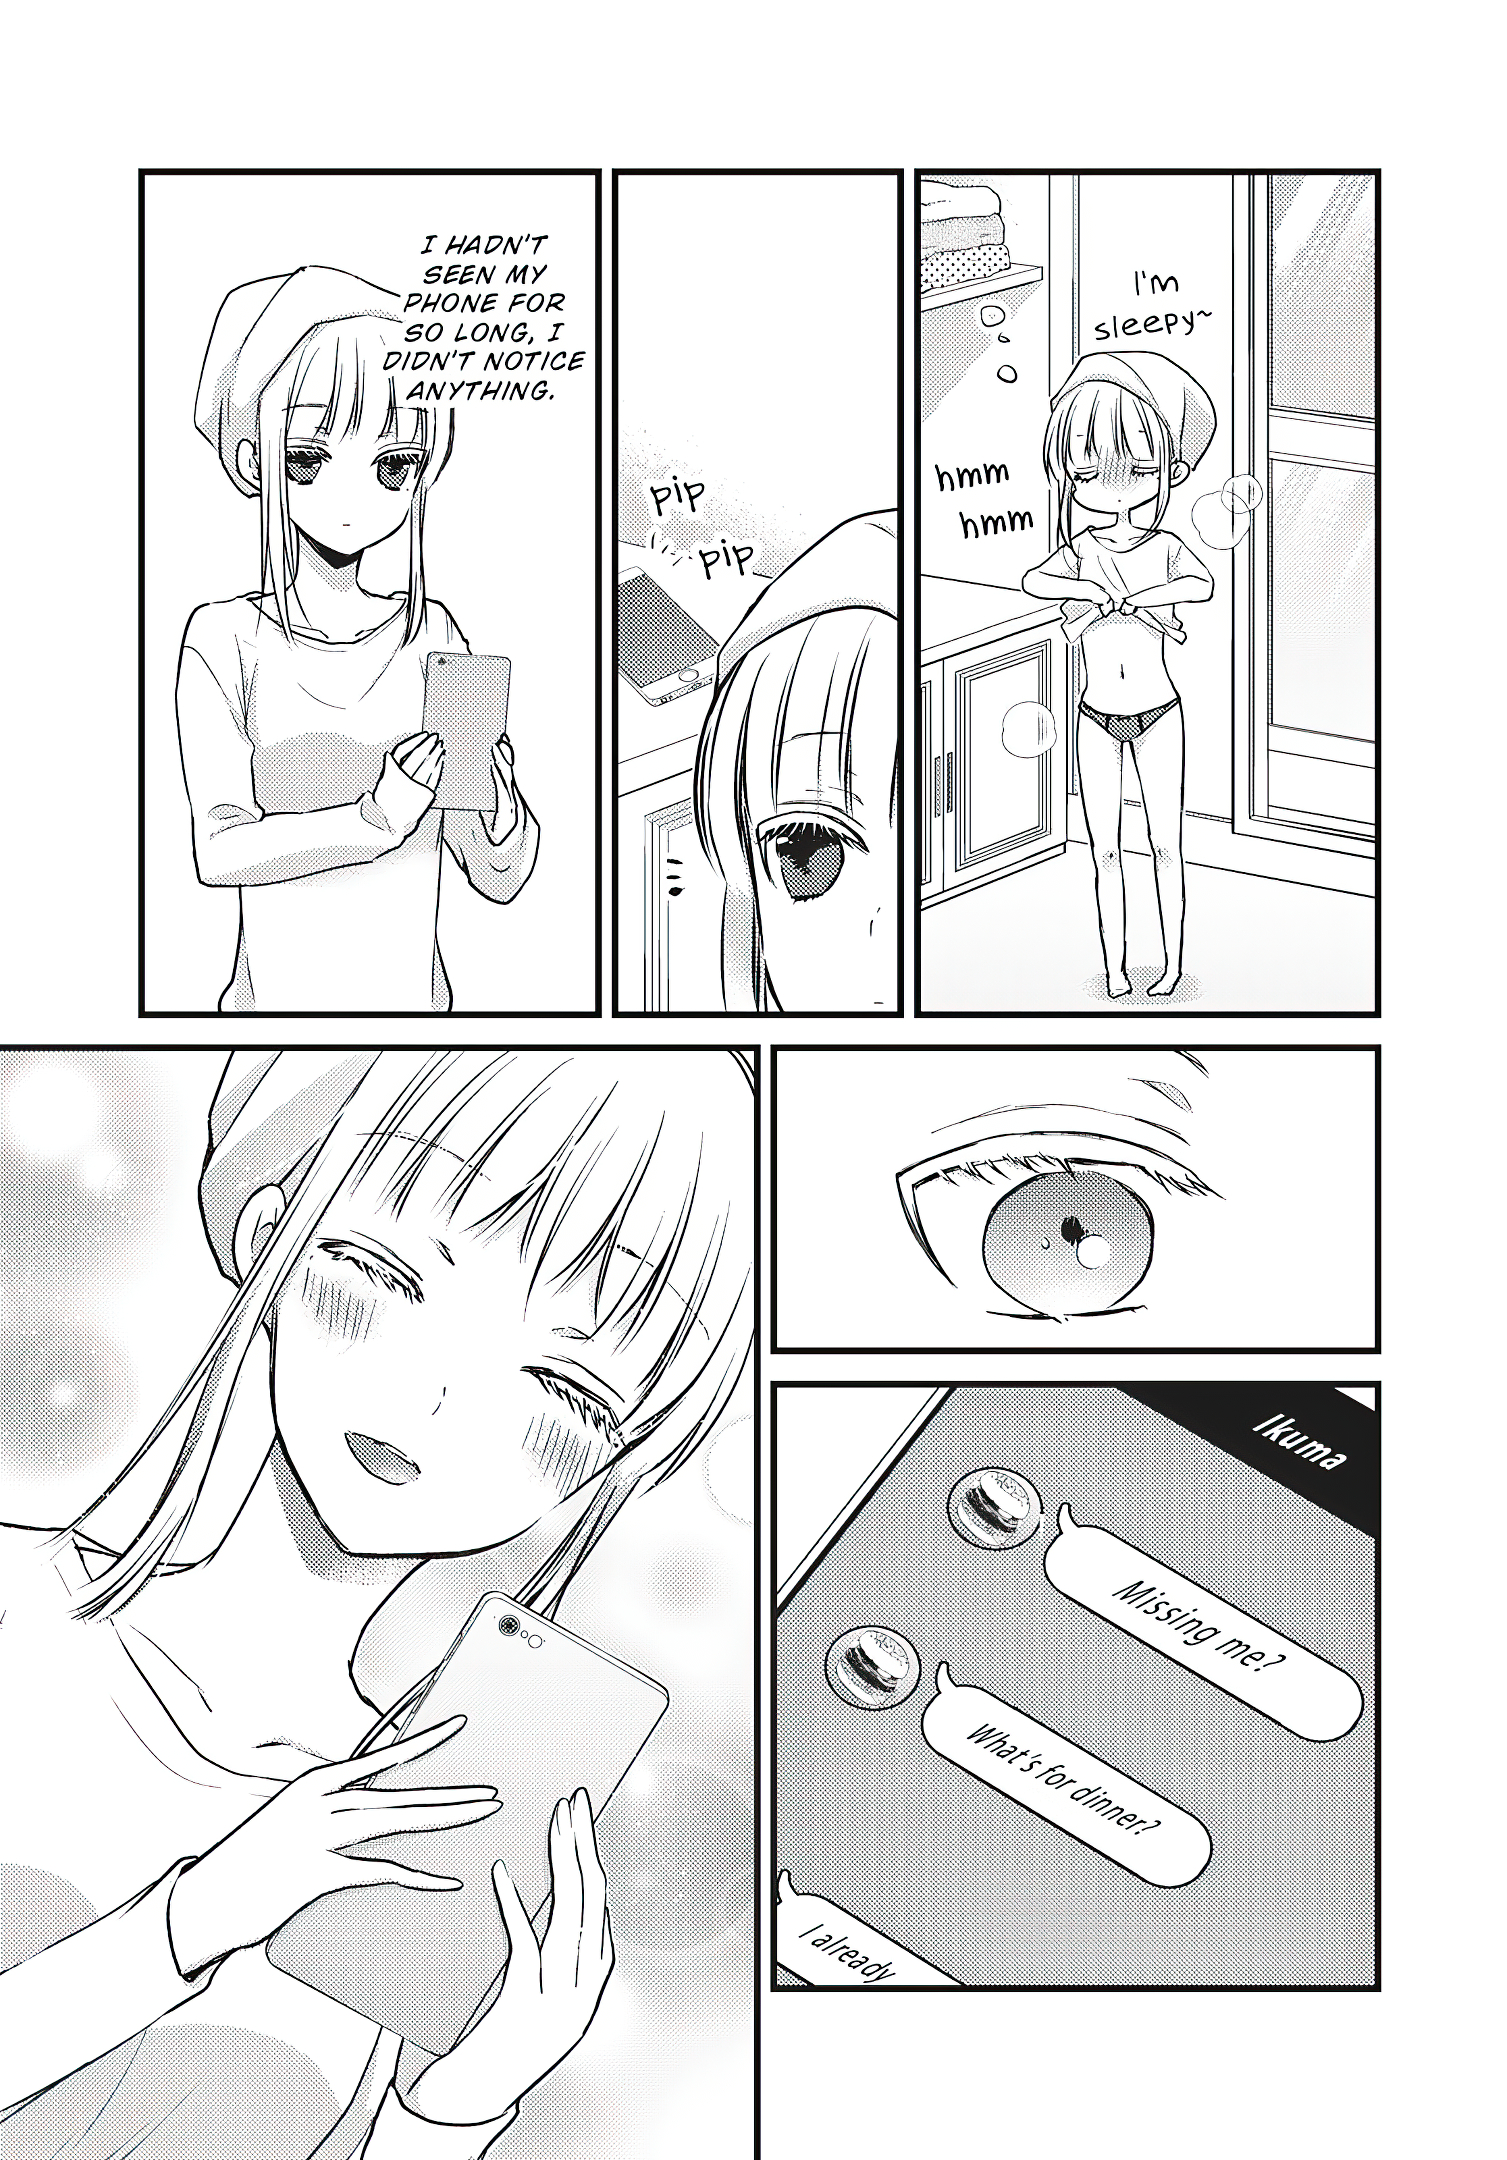 I'm
sleepy~
hmm
hmm
pip
pip
I HADN'T
SEEN MY
PHONE FOR
SO LONG, I
DIDN'T NOTICE
ANYTHING.
Ikuma
Missing me?
What's for dinner?
I already